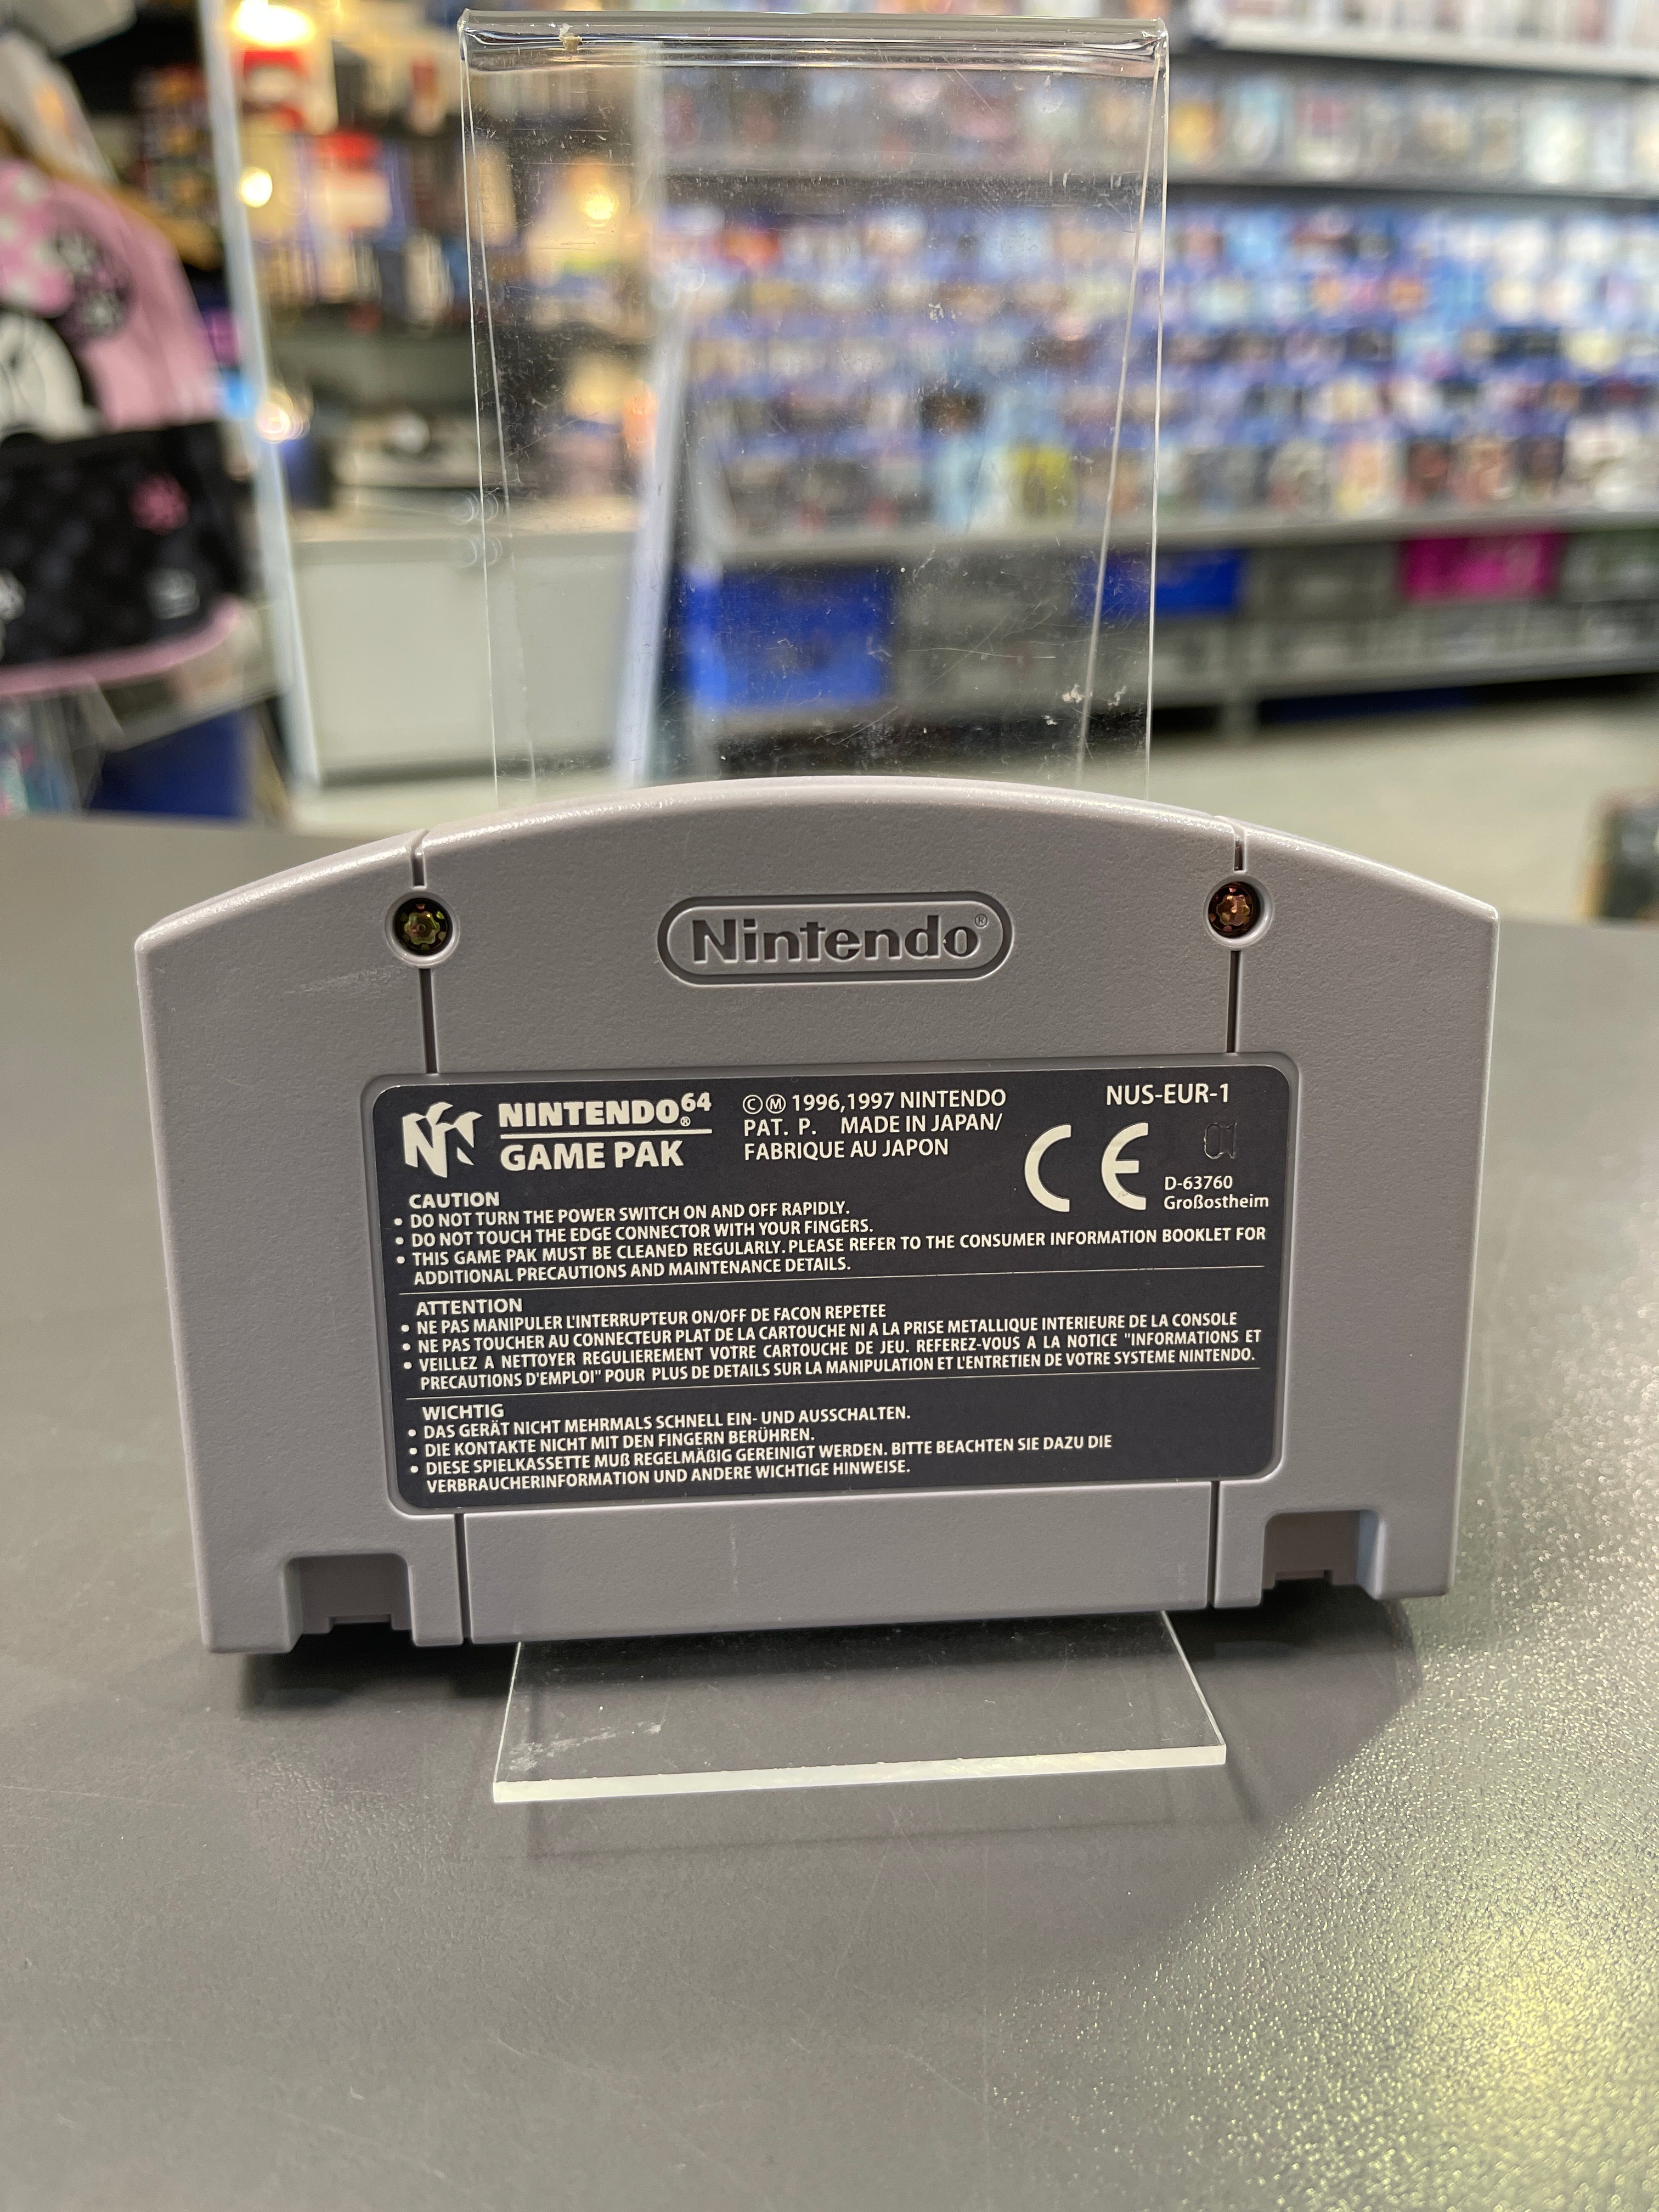 Nintendo®
NINTENDO64®
GAME PAK
©Ⓜ 1996,1997 NINTENDO
PAT. P. MADE IN JAPAN/
FABRIQUE AU JAPON
NUS-EUR-1
CE
01
D-63760
Großostheim
CAUTION
• DO NOT TURN THE POWER SWITCH ON AND OFF RAPIDLY.
• DO NOT TOUCH THE EDGE CONNECTOR WITH YOUR FINGERS.
• THIS GAME PAK MUST BE CLEANED REGULARLY. PLEASE REFER TO THE CONSUMER INFORMATION BOOKLET FOR
ADDITIONAL PRECAUTIONS AND MAINTENANCE DETAILS.
ATTENTION
• NE PAS MANIPULER L'INTERRUPTEUR ON/OFF DE FACON REPETEE
• NE PAS TOUCHER AU CONNECTEUR PLAT DE LA CARTOUCHE NI A LA PRISE METALLIQUE INTERIEURE DE LA CONSOLE
• VEILLEZ A NETTOYER REGULIEREMENT VOTRE CARTOUCHE DE JEU. REFEREZ-VOUS A LA NOTICE "INFORMATIONS ET
PRECAUTIONS D'EMPLOI" POUR PLUS DE DETAILS SUR LA MANIPULATION ET L'ENTRETIEN DE VOTRE SYSTEME NINTENDO.
WICHTIG
• DAS GERÄT NICHT MEHRMALS SCHNELL EIN- UND AUSSCHALTEN.
• DIE KONTAKTE NICHT MIT DEN FINGERN BERÜHREN.
• DIESE SPIELKASSETTE MUß REGELMÄßIG GEREINIGT WERDEN. BITTE BEACHTEN SIE DAZU DIE
VERBRAUCHERINFORMATION UND ANDERE WICHTIGE HINWEISE.